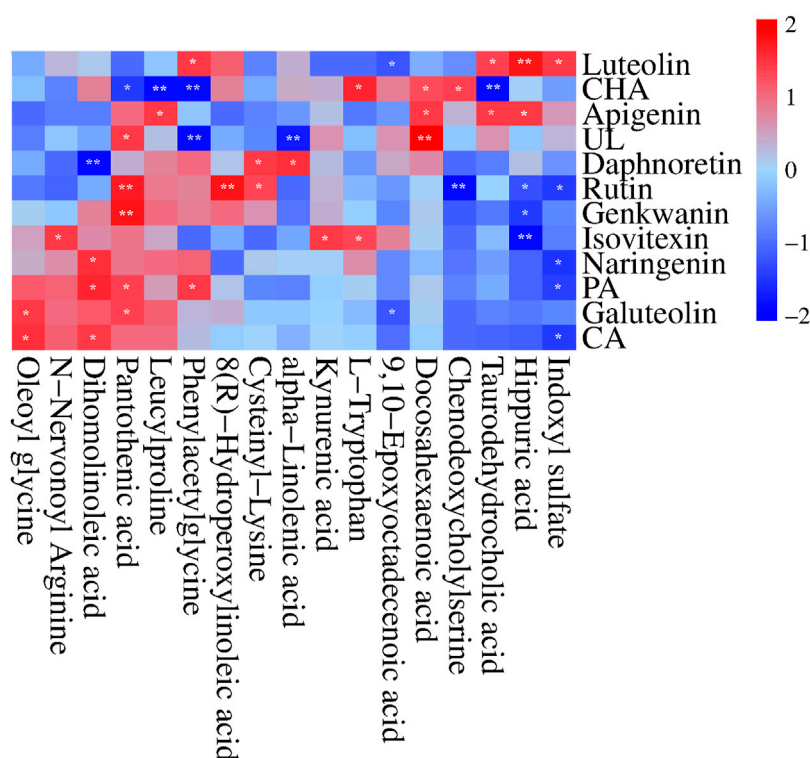 2
1
0
−1
−2
* * * * ** * Luteolin
* ** ** * * * ** CHA
* * * * Apigenin
* ** ** ** UL
** * * Daphnoretin
** ** * ** * * Rutin
** * Genkwanin
* * * ** Isovitexin
* * Naringenin
* * * * PA
* * * Galuteolin
* * * CA
Oleoyl glycine
N−Nervonoyl Arginine
Dihomolinoleic acid
Pantothenic acid
Leucylproline
Phenylacetylglycine
8(R)−Hydroperoxylinoleic acid
Cysteinyl−Lysine
alpha−Linolenic acid
Kynurenic acid
L−Tryptophan
9,10−Epoxyoctadecenoic acid
Docosahexaenoic acid
Chenodeoxycholylserine
Taurodehydrocholic acid
Hippuric acid
Indoxyl sulfate